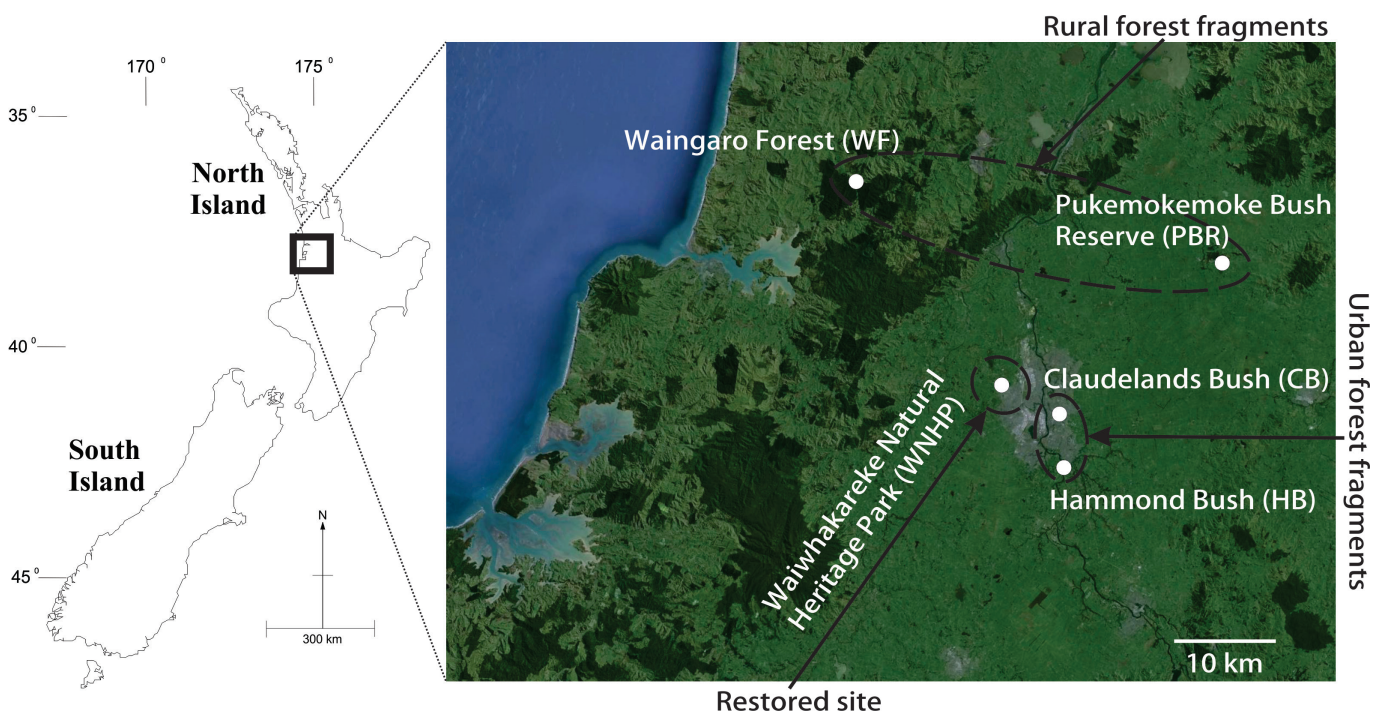 Rural forest fragments
170 °
175 °
35 °
Waingaro Forest (WF)
North
Island
Pukemokemoke Bush
Reserve (PBR)
40 °
Urban forest fragments
Claudelands Bush (CB)
Waiwhakareke Natural
Heritage Park (WNHP)
South
Island
Hammond Bush (HB)
N
45 °
300 km
10 km
Restored site